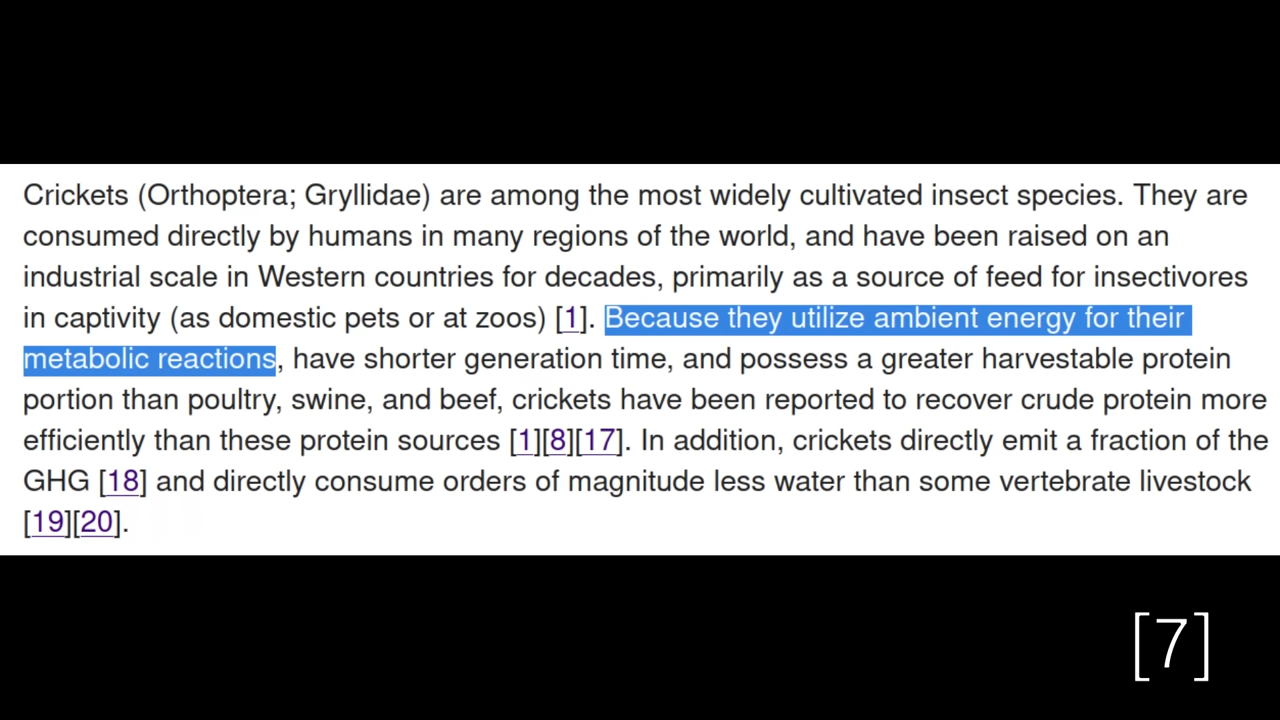 Crickets (Orthoptera; Gryllidae) are among the most widely cultivated insect species. They are
consumed directly by humans in many regions of the world, and have been raised on an
industrial scale in Western countries for decades, primarily as a source of feed for insectivores
in captivity (as domestic pets or at zoos) [1]. Because they utilize ambient energy for their
metabolic reactions, have shorter generation time, and possess a greater harvestable protein
portion than poultry, swine, and beef, crickets have been reported to recover crude protein more
efficiently than these protein sources [1][8][17]. In addition, crickets directly emit a fraction of the
GHG [18] and directly consume orders of magnitude less water than some vertebrate livestock
[19][20].
[7]